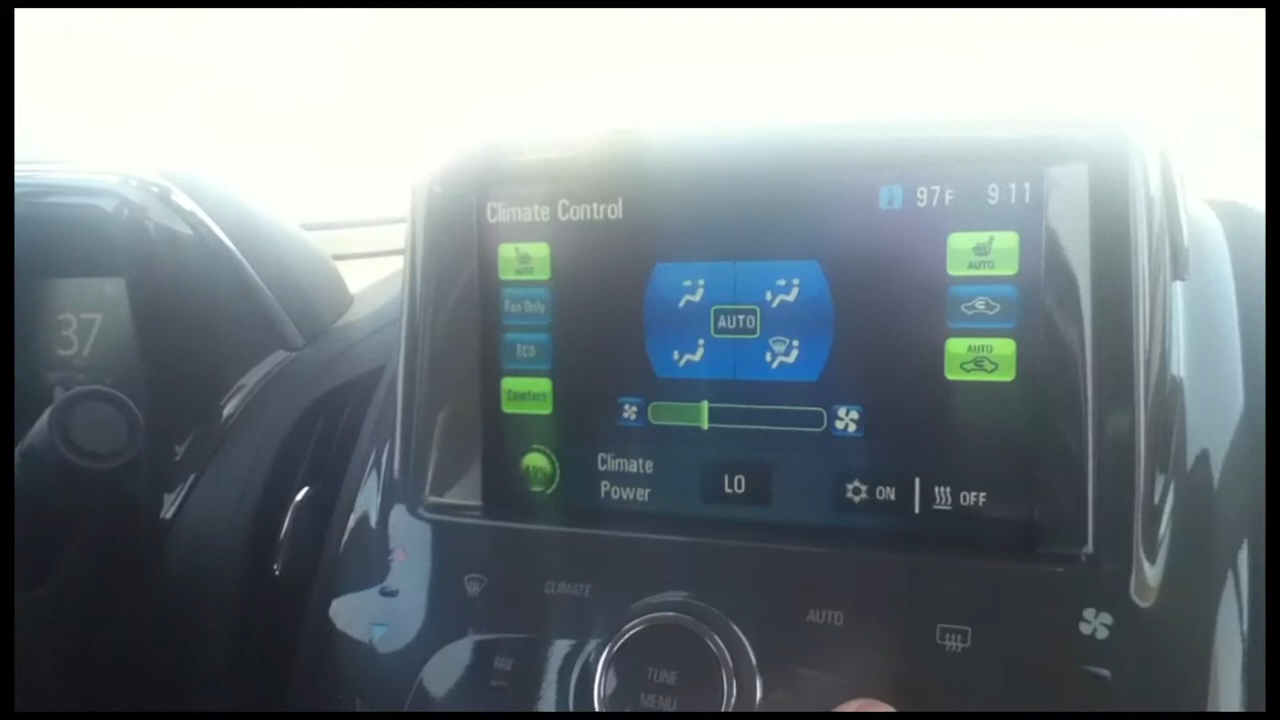 Climate Control
97F 9:11
AUTO
AUTO
Fan Only
ECO
AUTO
AUTO
Comfort
Climate
Power
LO
ON
OFF
37
CLIMATE
AUTO
TUNE
MENU